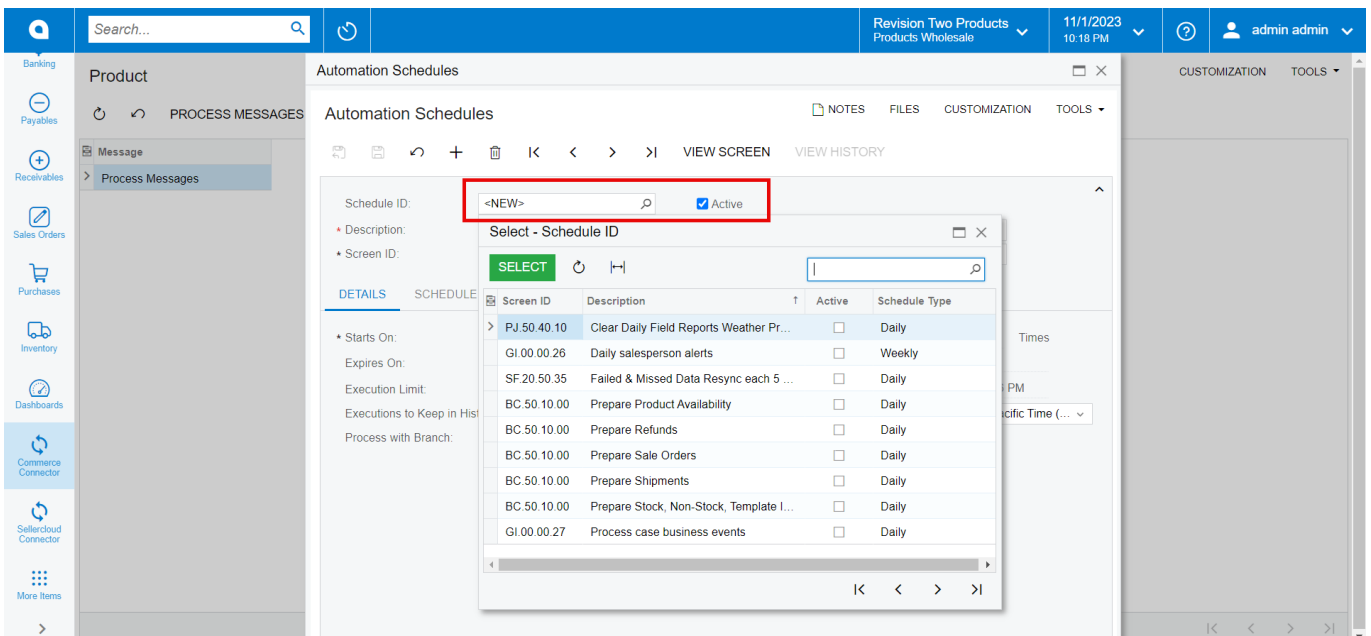 Search...
Revision Two Products
Products Wholesale
11/1/2023
10:18 PM
admin admin
Banking
Payables
Receivables
Sales Orders
Purchases
Inventory
Dashboards
Commerce
Connector
Sellercloud
Connector
More Items
Product
CUSTOMIZATION TOOLS
PROCESS MESSAGES
Message
Process Messages
Automation Schedules
Automation Schedules
NOTES FILES CUSTOMIZATION TOOLS
VIEW SCREEN VIEW HISTORY
Schedule ID: <NEW> Active
* Description:
* Screen ID:
DETAILS SCHEDULE
* Starts On:
Expires On:
Execution Limit:
Executions to Keep in Hist
Process with Branch:
Times
PM
acific Time (...
Select - Schedule ID
SELECT
Screen ID Description Active Schedule Type
PJ.50.40.10 Clear Daily Field Reports Weather Pr... Daily
GI.00.00.26 Daily salesperson alerts Weekly
SF.20.50.35 Failed & Missed Data Resync each 5 ... Daily
BC.50.10.00 Prepare Product Availability Daily
BC.50.10.00 Prepare Refunds Daily
BC.50.10.00 Prepare Sale Orders Daily
BC.50.10.00 Prepare Shipments Daily
BC.50.10.00 Prepare Stock, Non-Stock, Template I... Daily
GI.00.00.27 Process case business events Daily